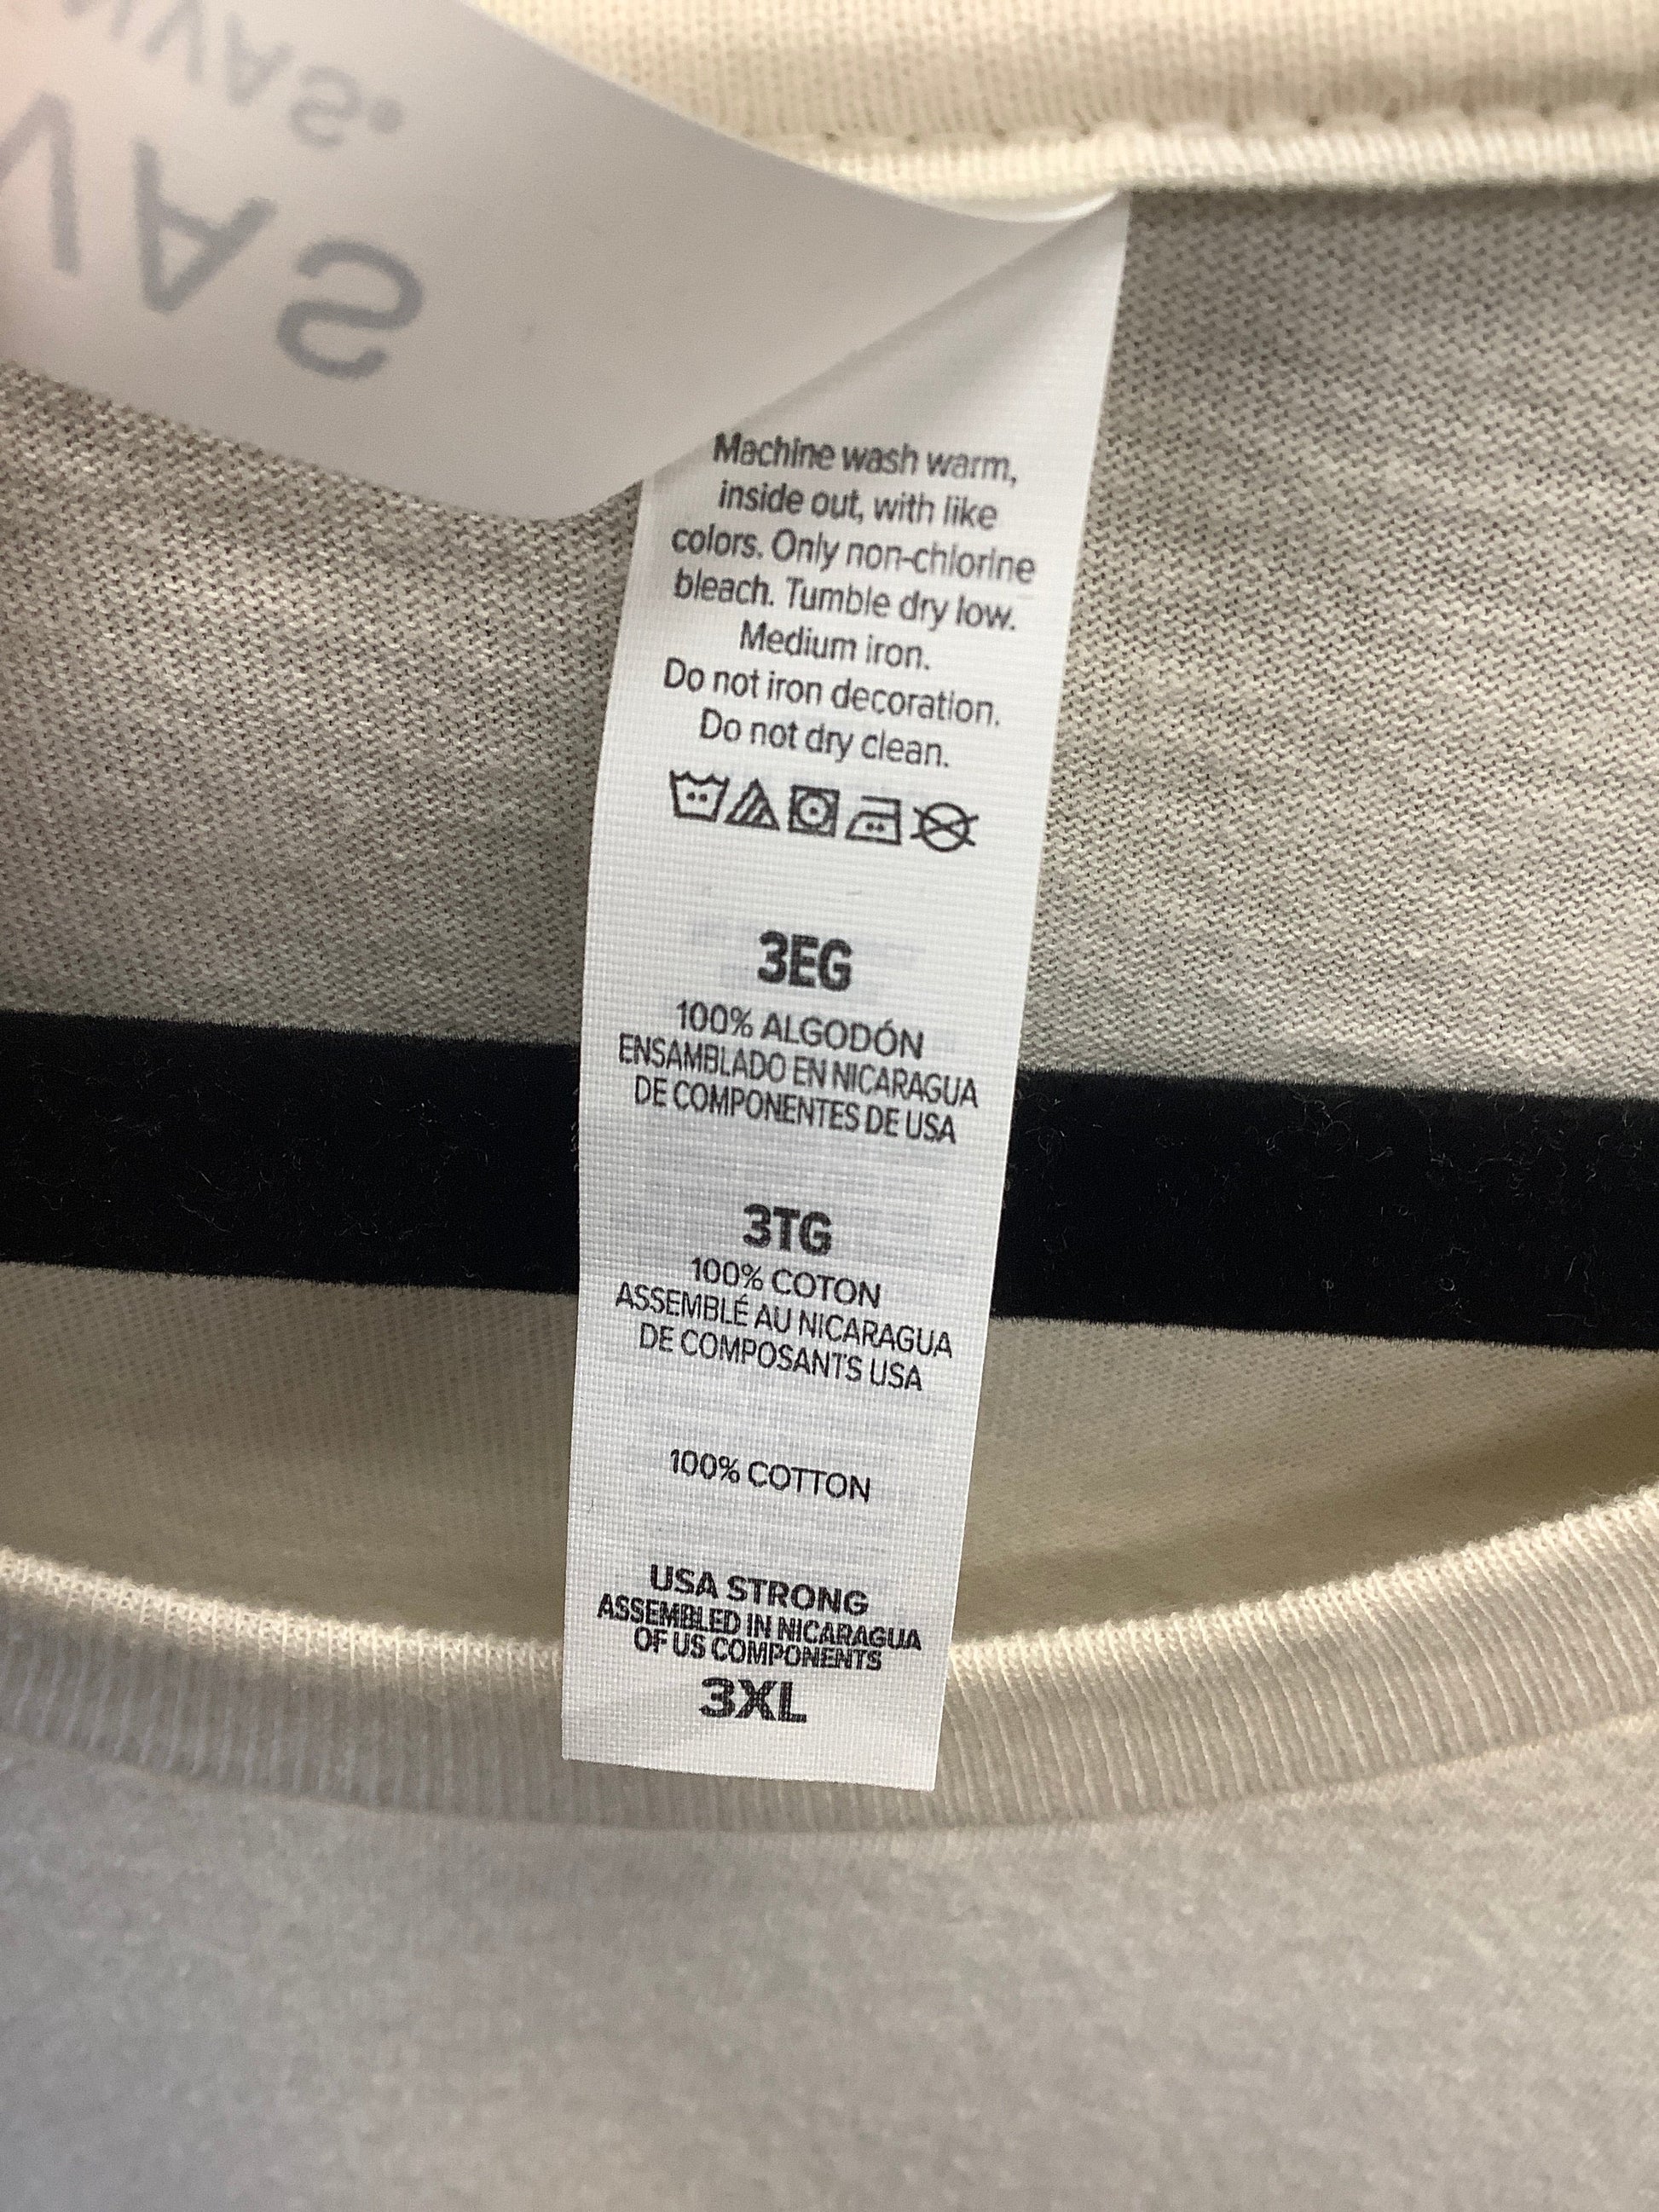 VAS.
VAS
Machine wash warm,
inside out, with like
colors. Only non-chlorine
bleach. Tumble dry low.
Medium iron.
Do not iron decoration.
Do not dry clean.
3EG
100% ALGODÓN
ENSAMBLADO EN NICARAGUA
DE COMPONENTES DE USA
3TG
100% COTON
ASSEMBLÉ AU NICARAGUA
DE COMPOSANTS USA
100% COTTON
USA STRONG
ASSEMBLED IN NICARAGUA
OF US COMPONENTS
3XL